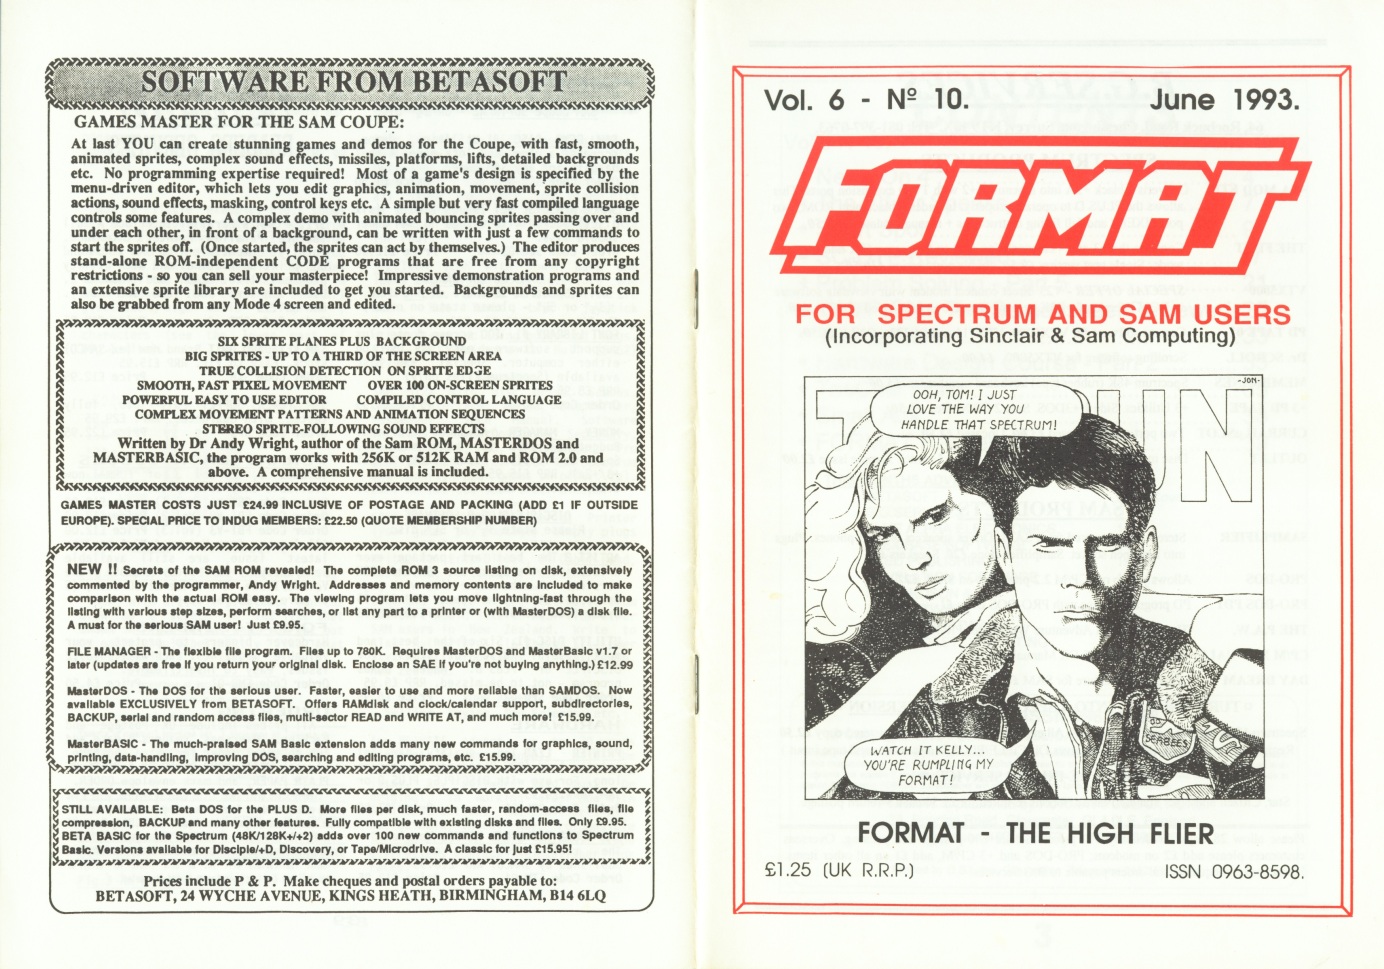 SOFTWARE FROM BETASOFT
GAMES MASTER FOR THE SAM COUPE:
At last YOU can create stunning games and demos for the Coupe, with fast, smooth,
animated sprites, complex sound effects, missiles, platforms, lifts, detailed backgrounds
etc. No programming expertise required! Most of a game's design is specified by the
menu-driven editor, which lets you edit graphics, animation, movement, sprite collision
actions, sound effects, masking, control keys etc. A simple but very fast compiled language
controls some features. A complex demo with animated bouncing sprites passing over and
under each other, in front of a background, can be written with just a few commands to
start the sprites off. (Once started, the sprites can act by themselves.) The editor produces
stand-alone ROM-independent CODE programs that are free from any copyright
restrictions - so you can sell your masterpiece! Impressive demonstration programs and
an extensive sprite library are included to get you started. Backgrounds and sprites can
also be grabbed from any Mode 4 screen and edited.
SIX SPRITE PLANES PLUS BACKGROUND
BIG SPRITES - UP TO A THIRD OF THE SCREEN AREA
TRUE COLLISION DETECTION ON SPRITE EDGE
SMOOTH, FAST PIXEL MOVEMENT OVER 100 ON-SCREEN SPRITES
POWERFUL EASY TO USE EDITOR COMPILED CONTROL LANGUAGE
COMPLEX MOVEMENT PATTERNS AND ANIMATION SEQUENCES
STEREO SPRITE-FOLLOWING SOUND EFFECTS
Written by Dr Andy Wright, author of the Sam ROM, MASTERDOS and
MASTERBASIC, the program works with 256K or 512K RAM and ROM 2.0 and
above. A comprehensive manual is included.
GAMES MASTER COSTS JUST £24.99 INCLUSIVE OF POSTAGE AND PACKING (ADD £1 IF OUTSIDE
EUROPE). SPECIAL PRICE TO INDUG MEMBERS: £22.50 (QUOTE MEMBERSHIP NUMBER)
NEW !! Secrets of the SAM ROM revealed! The complete ROM 3 source listing on disk, extensively
commented by the programmer, Andy Wright. Addresses and memory contents are included to make
comparison with the actual ROM easy. The viewing program lets you move lightning-fast through the
listing with various step sizes, perform searches, or list any part to a printer or (with MasterDOS) a disk file.
A must for the serious SAM user! Just £9.95.
FILE MANAGER - The flexible file program. Files up to 780K. Requires MasterDOS and MasterBasic v1.7 or
later (updates are free if you return your original disk. Enclose an SAE if you're not buying anything.) £12.99
MasterDOS - The DOS for the serious user. Faster, easier to use and more reliable than SAMDOS. Now
available EXCLUSIVELY from BETASOFT. Offers RAMdisk and clock/calendar support, subdirectories,
BACKUP, serial and random access files, multi-sector READ and WRITE AT, and much more! £15.99.
MasterBASIC - The much-praised SAM Basic extension adds many new commands for graphics, sound,
printing, data-handling, improving DOS, searching and editing programs, etc. £15.99.
STILL AVAILABLE: Beta DOS for the PLUS D. More files per disk, much faster, random-access files, file
compression, BACKUP and many other features. Fully compatible with existing disks and files. Only £9.95.
BETA BASIC for the Spectrum (48K/128K+/+2) adds over 100 new commands and functions to Spectrum
Basic. Versions available for Disciple/+D, Discovery, or Tape/Microdrive. A classic for just £15.95!
Prices include P & P. Make cheques and postal orders payable to:
BETASOFT, 24 WYCHE AVENUE, KINGS HEATH, BIRMINGHAM, B14 6LQ
Vol. 6 - Nº 10. June 1993.
FORMAT
FOR SPECTRUM AND SAM USERS
(Incorporating Sinclair & Sam Computing)
-JON-
OOH, TOM! I JUST
LOVE THE WAY YOU
HANDLE THAT SPECTRUM!
SEABEES
WATCH IT KELLY...
YOU'RE RUMPLING MY
FORMAT!
FORMAT - THE HIGH FLIER
£1.25 (UK R.R.P.) ISSN 0963-8598.